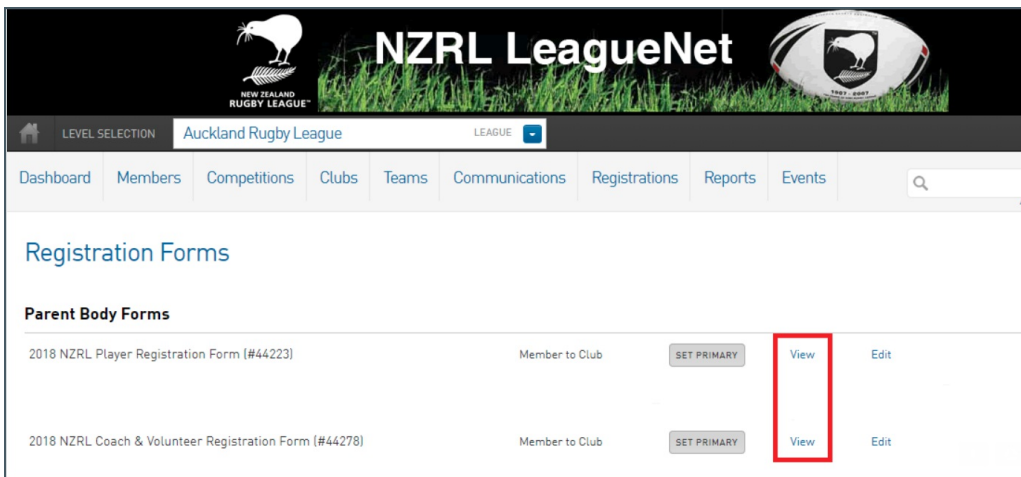 NZRL LeagueNet
NEW ZEALAND
RUGBY LEAGUE
1907 - 2007
LEVEL SELECTION Auckland Rugby League LEAGUE
Dashboard Members Competitions Clubs Teams Communications Registrations Reports Events
Registration Forms
Parent Body Forms
2018 NZRL Player Registration Form (#44223) Member to Club SET PRIMARY View Edit
2018 NZRL Coach & Volunteer Registration Form (#44278) Member to Club SET PRIMARY View Edit